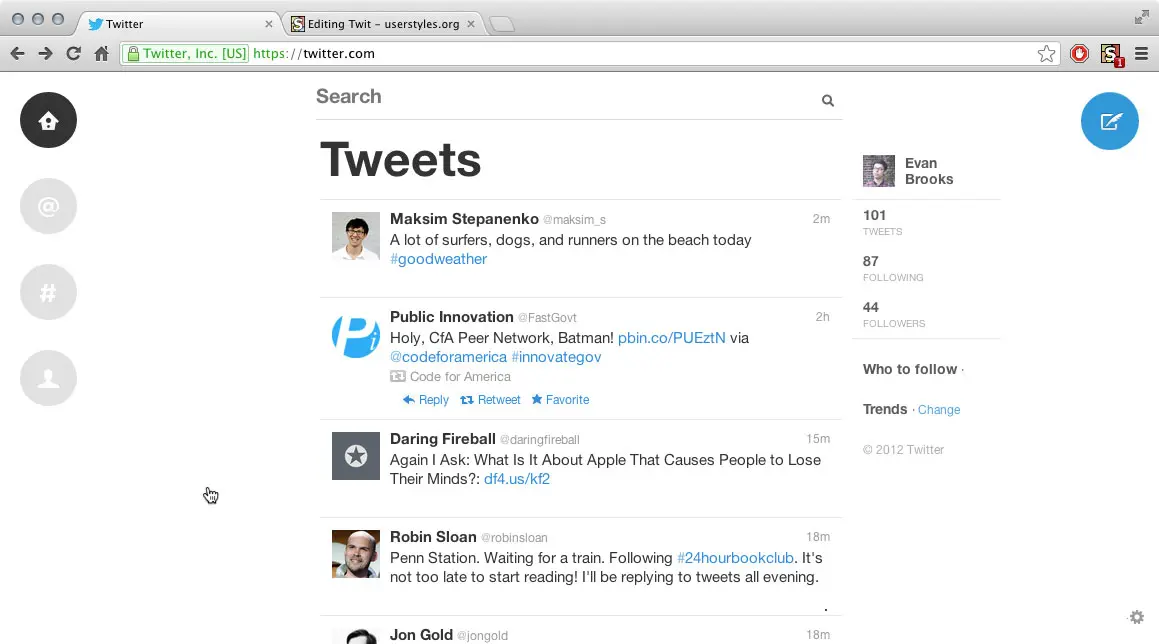 Twitter
Editing Twit – userstyles.org
Twitter, Inc. [US] https://twitter.com
1
Search
Tweets
Maksim Stepanenko @maksim_s 2m
A lot of surfers, dogs, and runners on the beach today
#goodweather
Public Innovation @FastGovt 2h
Holy, CfA Peer Network, Batman! pbin.co/PUEztN via
@codeforamerica #innovategov
Code for America
Reply Retweet Favorite
Daring Fireball @daringfireball 15m
Again I Ask: What Is It About Apple That Causes People to Lose
Their Minds?: df4.us/kf2
Robin Sloan @robinsloan 18m
Penn Station. Waiting for a train. Following #24hourbookclub. It's
not too late to start reading! I'll be replying to tweets all evening.
Jon Gold @jongold 18m
Evan
Brooks
101
TWEETS
87
FOLLOWING
44
FOLLOWERS
Who to follow ·
Trends · Change
© 2012 Twitter